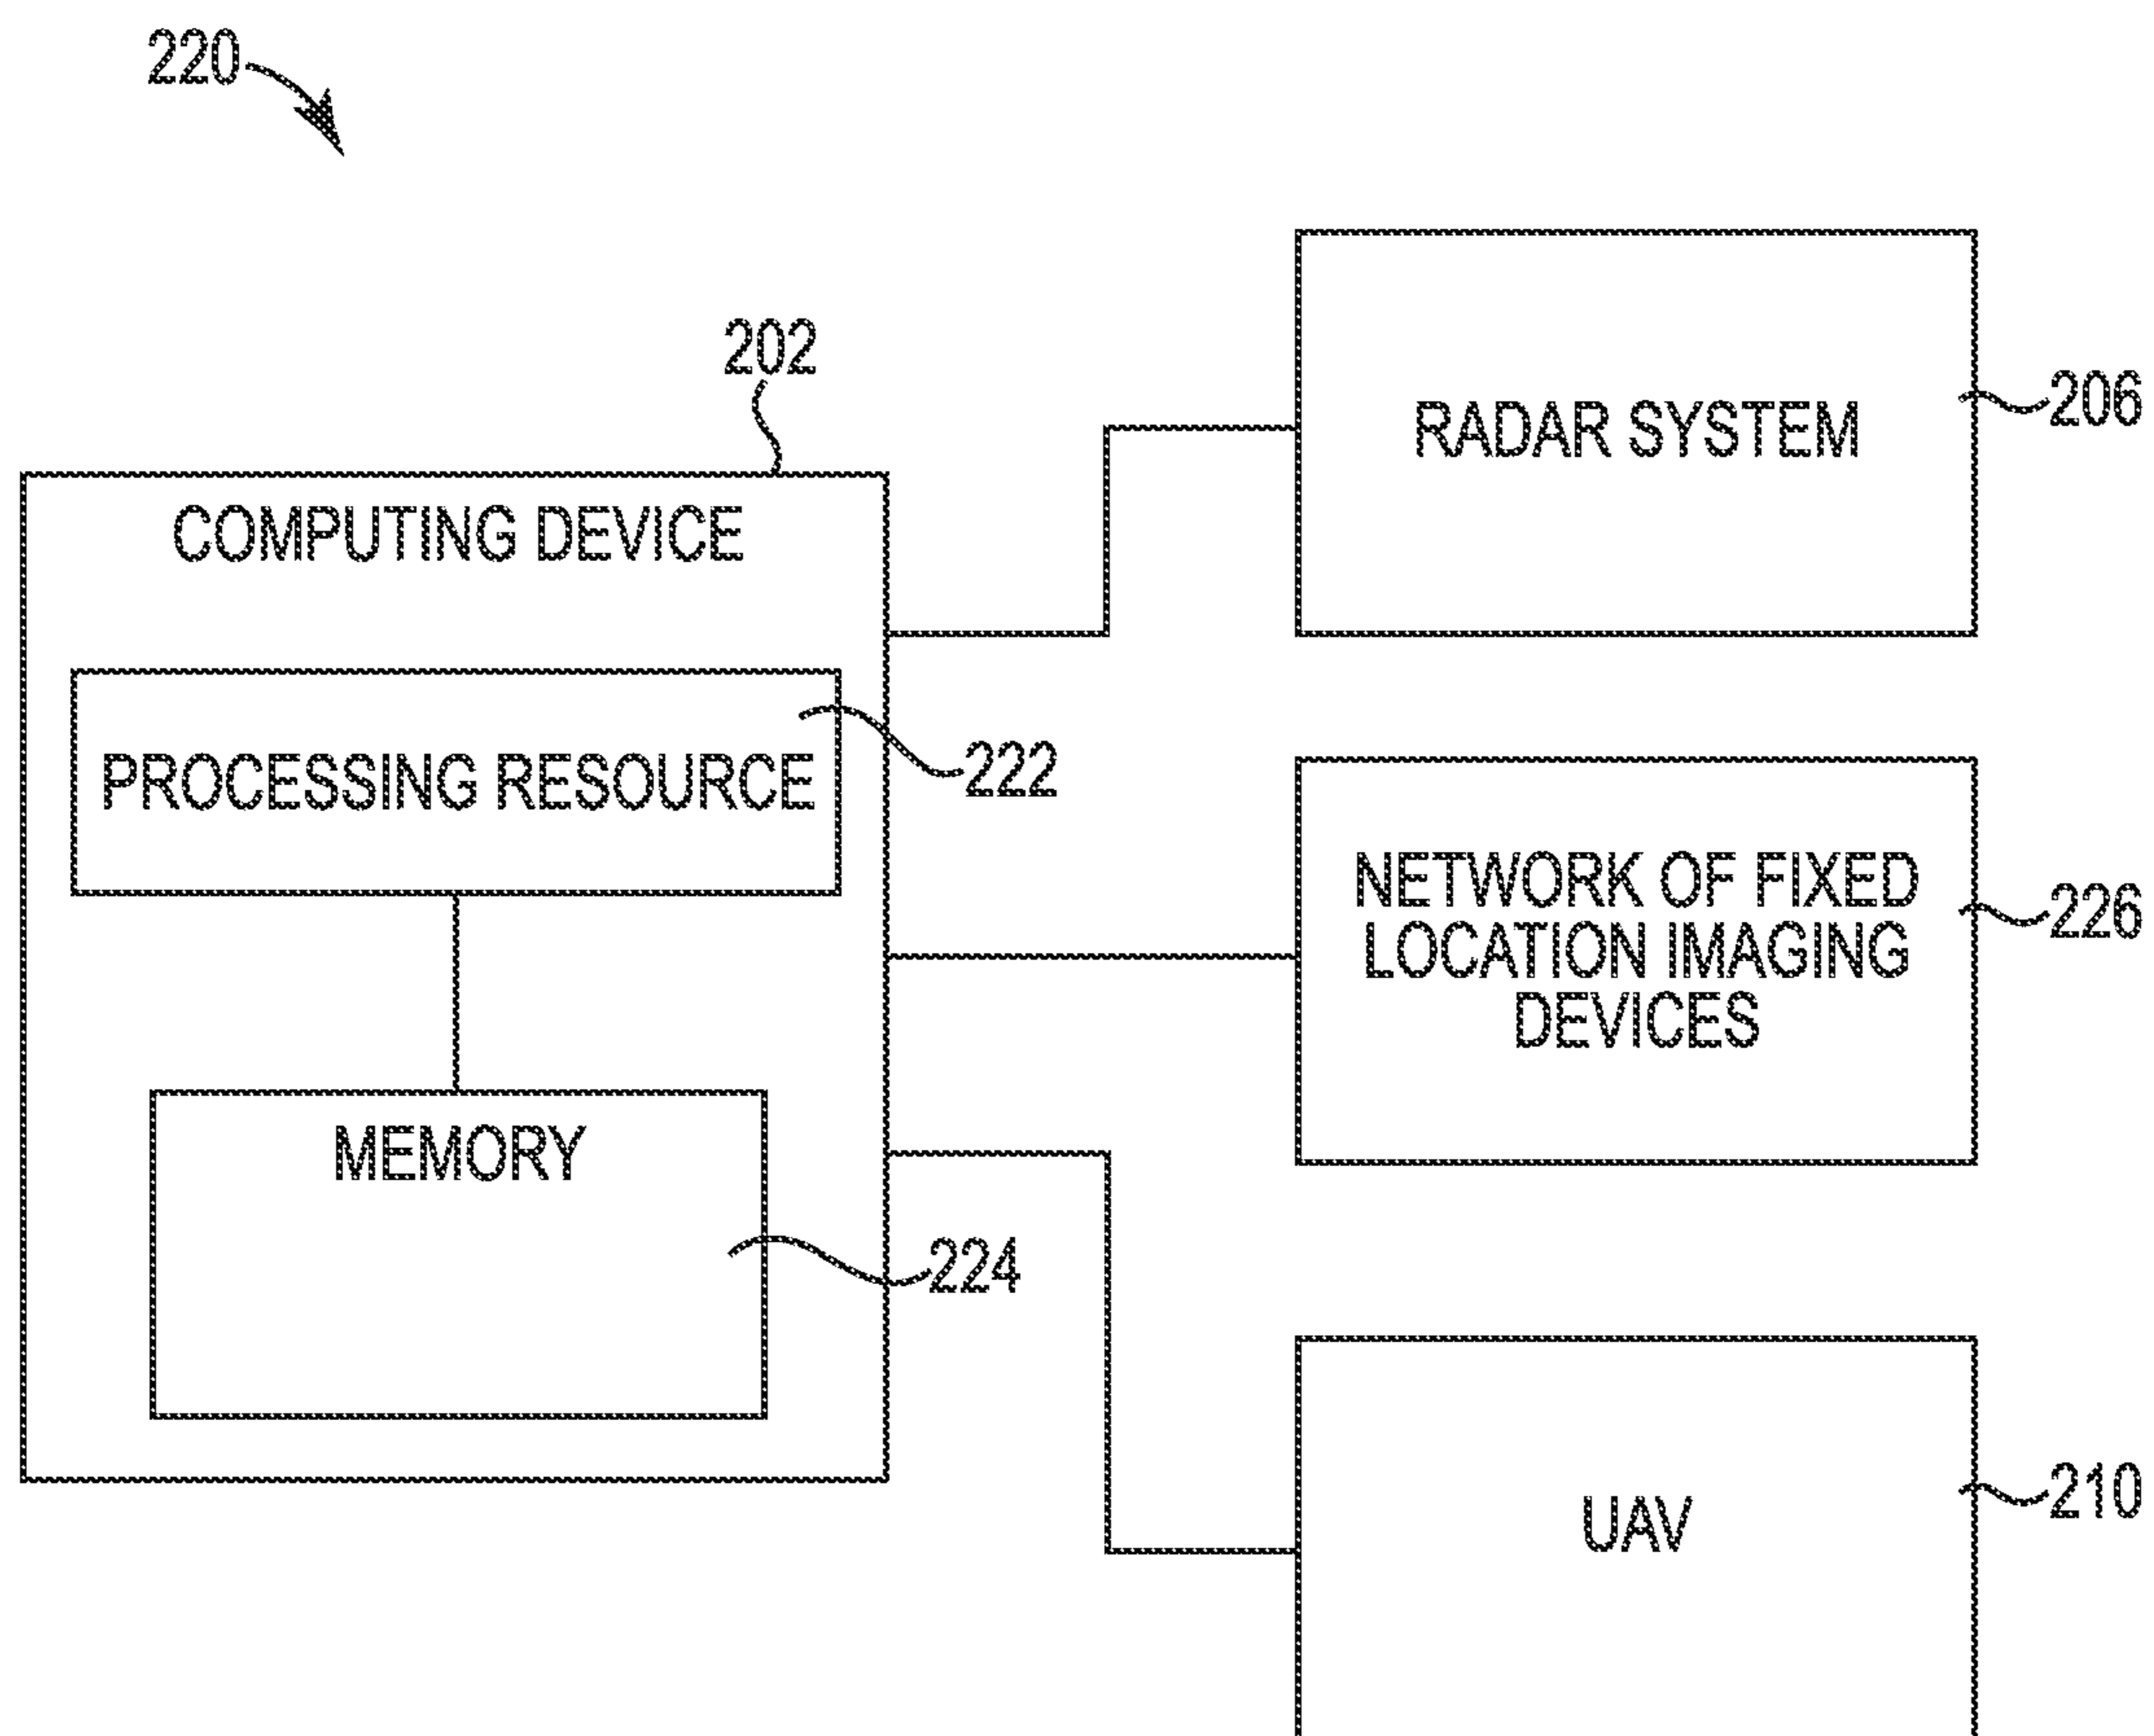 220
202
COMPUTING DEVICE
PROCESSING RESOURCE
222
MEMORY
224
RADAR SYSTEM
206
NETWORK OF FIXED
LOCATION IMAGING
DEVICES
226
UAV
210